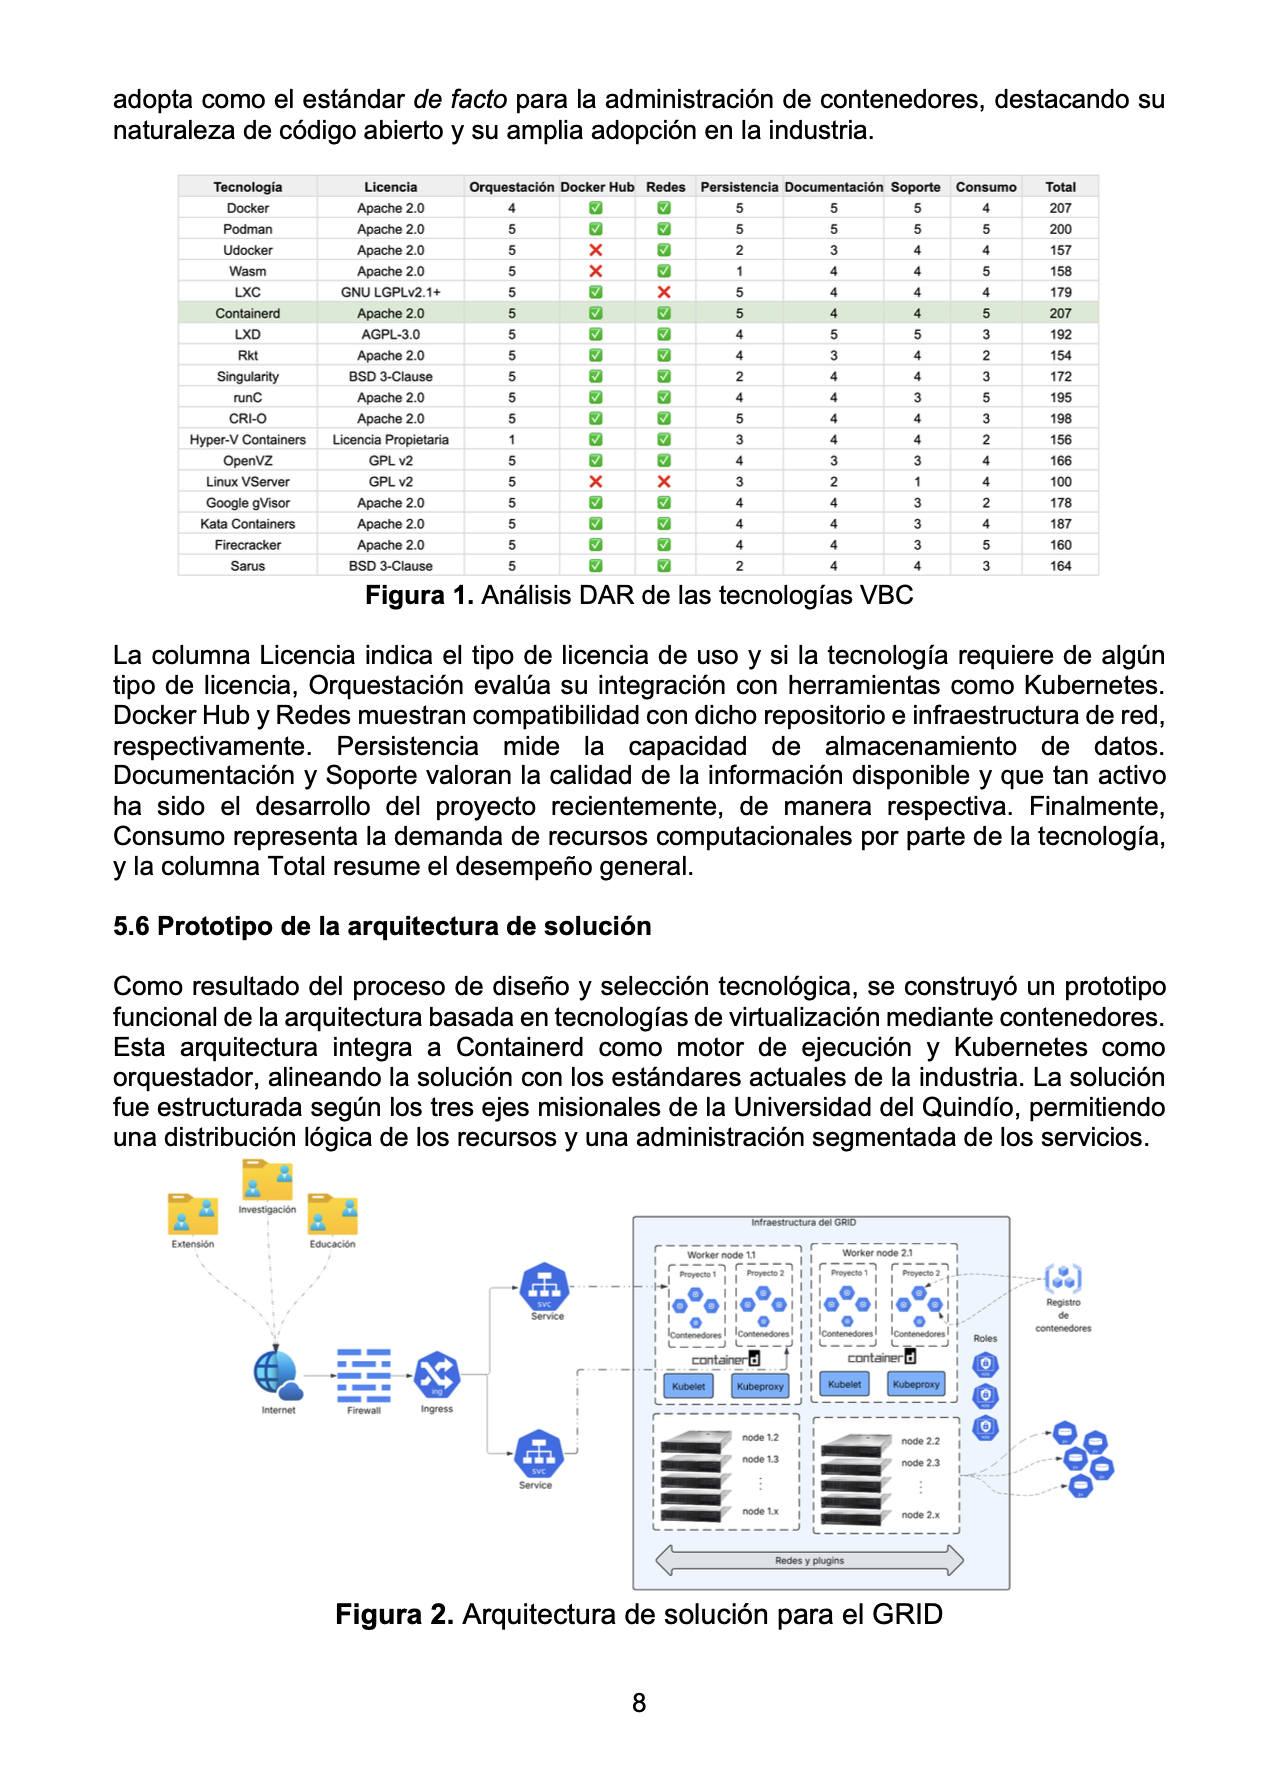 adopta como el estándar de facto para la administración de contenedores, destacando su
naturaleza de código abierto y su amplia adopción en la industria.
Tecnología Licencia Orquestación Docker Hub Redes Persistencia Documentación Soporte Consumo Total
Docker Apache 2.0 4 ✅ ✅ 5 5 5 4 207
Podman Apache 2.0 5 ✅ ✅ 5 5 5 5 200
Udocker Apache 2.0 5 ❌ ✅ 2 3 4 4 157
Wasm Apache 2.0 5 ❌ ✅ 1 4 4 5 158
LXC GNU LGPLv2.1+ 5 ✅ ❌ 5 4 4 4 179
Containerd Apache 2.0 5 ✅ ✅ 5 4 4 5 207
LXD AGPL-3.0 5 ✅ ✅ 4 5 5 3 192
Rkt Apache 2.0 5 ✅ ✅ 4 3 4 2 154
Singularity BSD 3-Clause 5 ✅ ✅ 2 4 4 3 172
runC Apache 2.0 5 ✅ ✅ 4 4 3 5 195
CRI-O Apache 2.0 5 ✅ ✅ 5 4 4 3 198
Hyper-V Containers Licencia Propietaria 1 ✅ ✅ 3 4 4 2 156
OpenVZ GPL v2 5 ✅ ✅ 4 3 3 4 166
Linux VServer GPL v2 5 ❌ ❌ 3 2 1 4 100
Google gVisor Apache 2.0 5 ✅ ✅ 4 4 3 2 178
Kata Containers Apache 2.0 5 ✅ ✅ 4 4 3 4 187
Firecracker Apache 2.0 5 ✅ ✅ 4 4 3 5 160
Sarus BSD 3-Clause 5 ✅ ✅ 2 4 4 3 164
Figura 1. Análisis DAR de las tecnologías VBC
La columna Licencia indica el tipo de licencia de uso y si la tecnología requiere de algún
tipo de licencia, Orquestación evalúa su integración con herramientas como Kubernetes.
Docker Hub y Redes muestran compatibilidad con dicho repositorio e infraestructura de red,
respectivamente. Persistencia mide la capacidad de almacenamiento de datos.
Documentación y Soporte valoran la calidad de la información disponible y que tan activo
ha sido el desarrollo del proyecto recientemente, de manera respectiva. Finalmente,
Consumo representa la demanda de recursos computacionales por parte de la tecnología,
y la columna Total resume el desempeño general.
5.6 Prototipo de la arquitectura de solución
Como resultado del proceso de diseño y selección tecnológica, se construyó un prototipo
funcional de la arquitectura basada en tecnologías de virtualización mediante contenedores.
Esta arquitectura integra a Containerd como motor de ejecución y Kubernetes como
orquestador, alineando la solución con los estándares actuales de la industria. La solución
fue estructurada según los tres ejes misionales de la Universidad del Quindío, permitiendo
una distribución lógica de los recursos y una administración segmentada de los servicios.
Investigación
Extensión
Educación
Internet
Firewall
ing
Ingress
svc
Service
svc
Service
Infraestructura del GRID
Worker node 1.1
Proyecto 1
Proyecto 2
Contenedores
Contenedores
containerd
Kubelet
Kubeproxy
Worker node 2.1
Proyecto 1
Proyecto 2
Contenedores
Contenedores
containerd
Kubelet
Kubeproxy
Roles
Registro
de
contenedores
node 1.2
node 1.3
node 1.x
node 2.2
node 2.3
node 2.x
Redes y plugins
Figura 2. Arquitectura de solución para el GRID
8